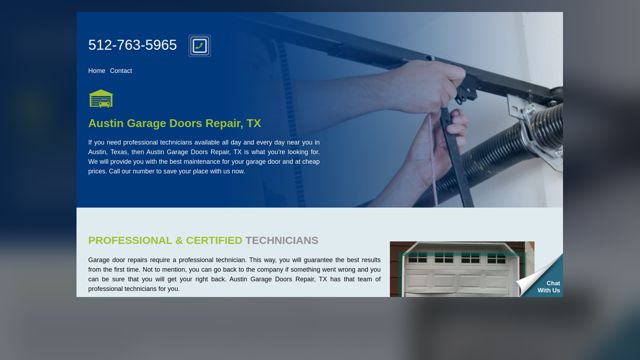 512-763-5965
Home Contact
Austin Garage Doors Repair, TX
If you need professional technicians available all day and every day near you in
Austin, Texas, then Austin Garage Doors Repair, TX is what you're looking for.
We will provide you with the best maintenance for your garage door and at cheap
prices. Call our number to save your place with us now.
PROFESSIONAL & CERTIFIED TECHNICIANS
Garage door repairs require a professional technician. This way, you will guarantee the best results
from the first time. Not to mention, you can go back to the company if something went wrong and you
can be sure that you will get your right back. Austin Garage Doors Repair, TX has that team of
professional technicians for you.
Chat
With Us